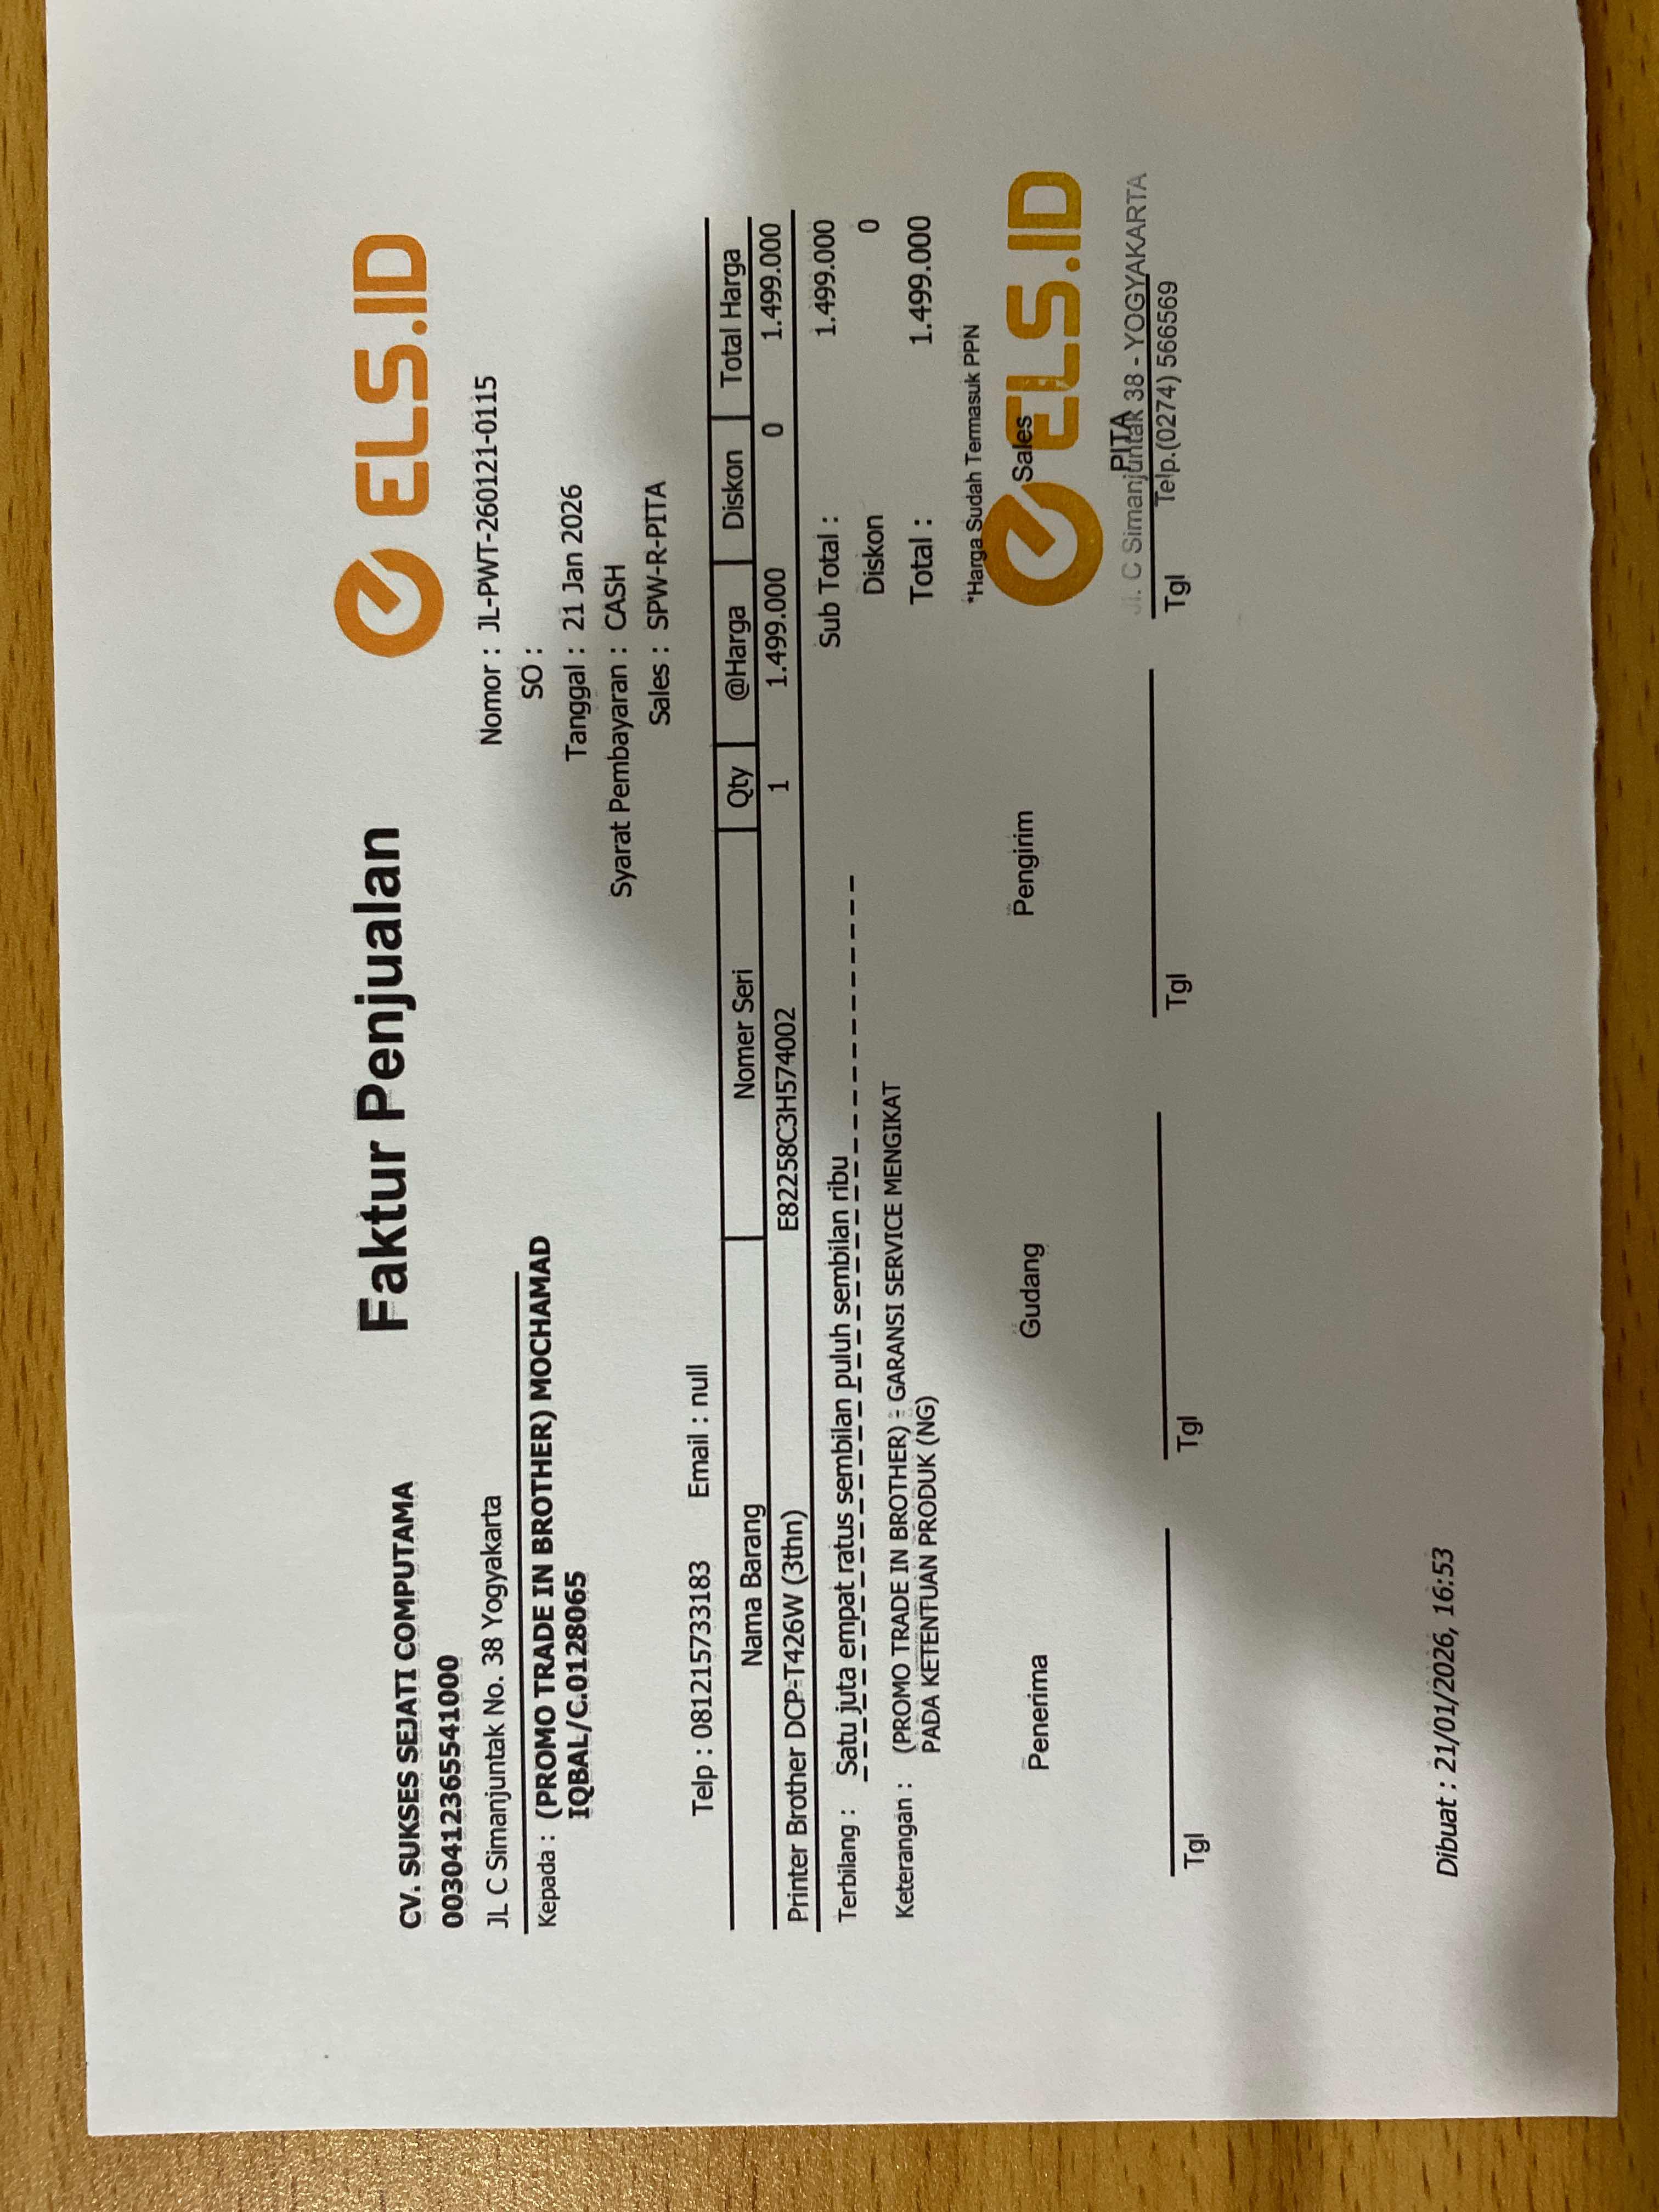 CV. SUKSES SEJATI COMPUTAMA
0030412365541000
JL C Simanjuntak No. 38 Yogyakarta
Faktur Penjualan
ELS.ID
Kepada : (PROMO TRADE IN BROTHER) MOCHAMAD
IQBAL/C.0128065
Telp : 081215733183 Email : null
Nomor : JL-PWT-260121-0115
SO :
Tanggal : 21 Jan 2026
Syarat Pembayaran : CASH
Sales : SPW-R-PITA
Nama Barang Nomer Seri Qty @Harga Diskon Total Harga
Printer Brother DCP-T426W (3thn) E82258C3H574002 1 1.499.000 0 1.499.000
Terbilang : Satu juta empat ratus sembilan puluh sembilan ribu
Sub Total : 1.499.000
Diskon 0
Keterangan : (PROMO TRADE IN BROTHER) - GARANSI SERVICE MENGIKAT
PADA KETENTUAN PRODUK (NG)
Total : 1.499.000
*Harga Sudah Termasuk PPN
Penerima Gudang Pengirim Sales
ELS.ID
PITA
Jl. C Simanjuntak 38 - YOGYAKARTA
Telp.(0274) 566569
Tgl Tgl Tgl Tgl
Dibuat : 21/01/2026, 16:53